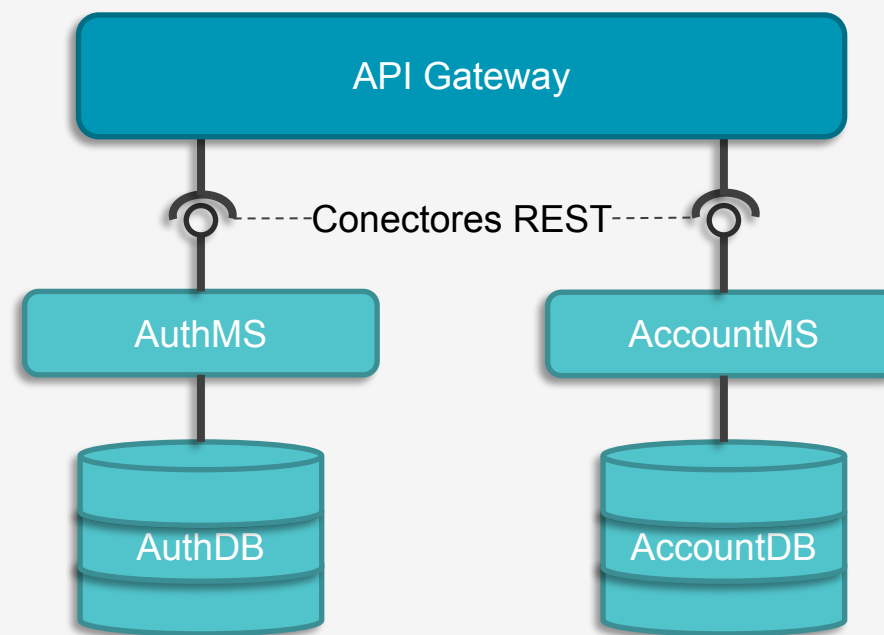 API Gateway
Conectores REST
AuthMS
AccountMS
AuthDB
AccountDB